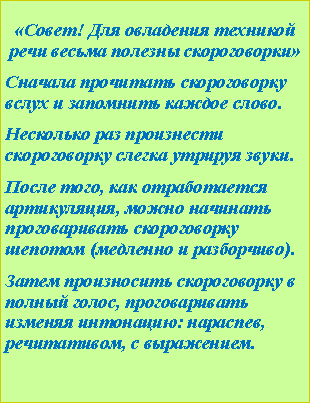 «Совет! Для овладения техникой
речи весьма полезны скороговорки»
Сначала прочитать скороговорку
вслух и запомнить каждое слово.
Несколько раз произнести
скороговорку слегка утрируя звуки.
После того, как отработается
артикуляция, можно начинать
проговаривать скороговорку
шепотом (медленно и разборчиво).
Затем произносить скороговорку в
полный голос, проговаривать
изменяя интонацию: нараспев,
речитативом, с выражением.